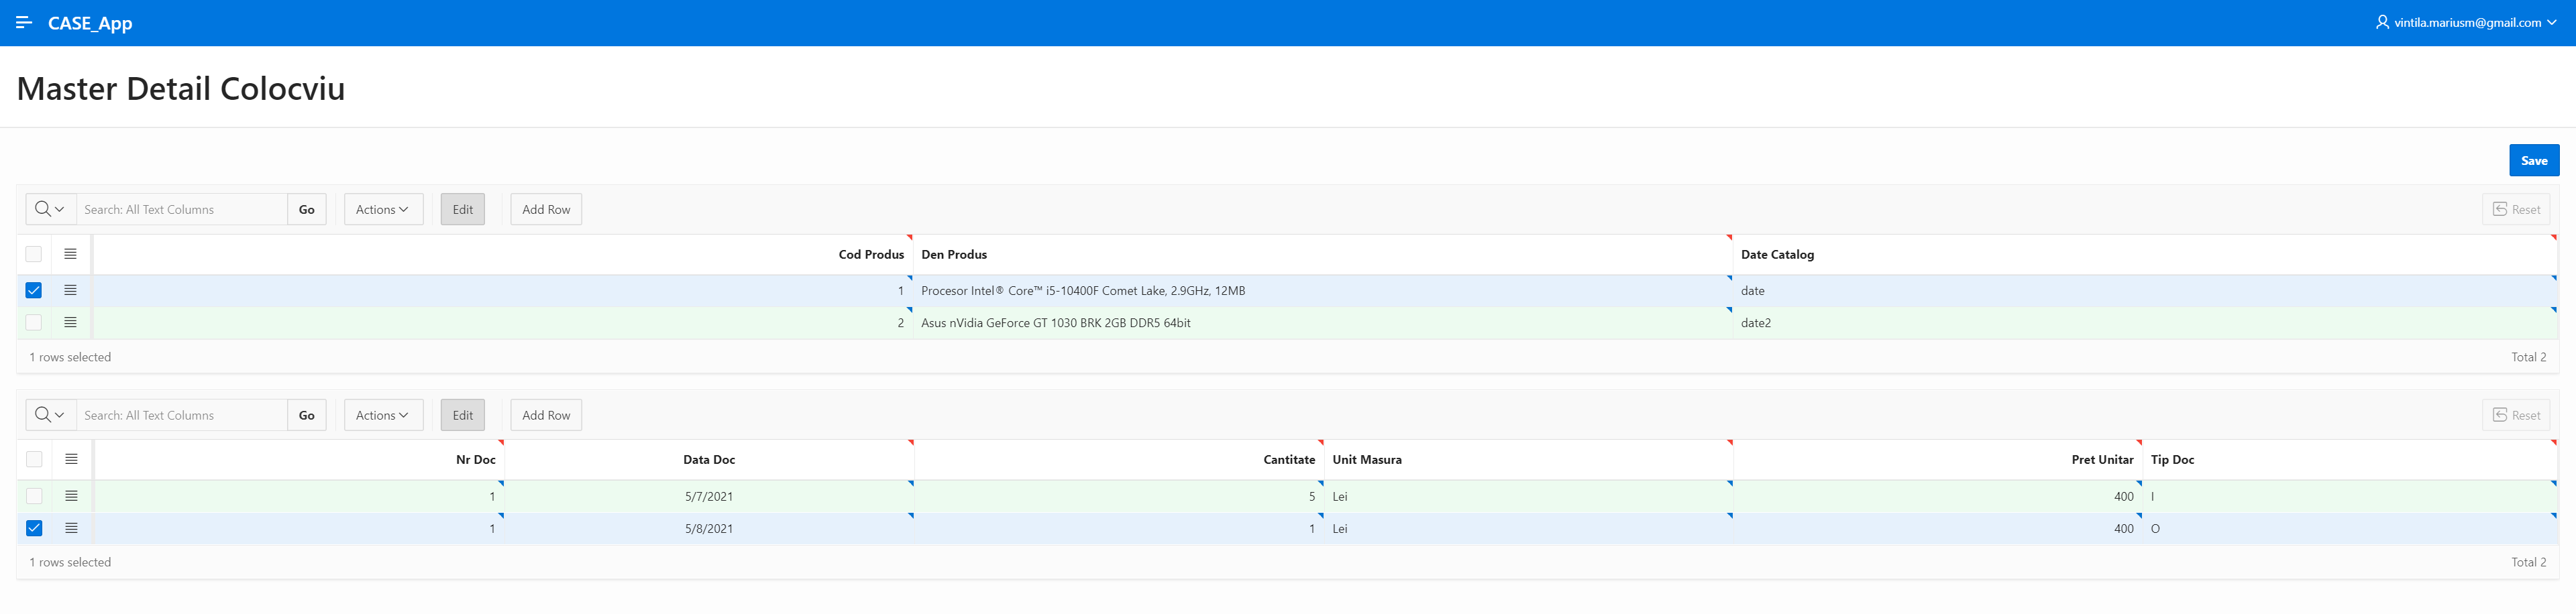 CASE_App
vintila.mariusm@gmail.com
Master Detail Colocviu
Save
Search: All Text Columns Go Actions Edit Add Row Reset
Cod Produs Den Produs Date Catalog
1 Procesor Intel® Core™ i5-10400F Comet Lake, 2.9GHz, 12MB date
2 Asus nVidia GeForce GT 1030 BRK 2GB DDR5 64bit date2
1 rows selected Total 2
Search: All Text Columns Go Actions Edit Add Row Reset
Nr Doc Data Doc Cantitate Unit Masura Pret Unitar Tip Doc
1 5/7/2021 5 Lei 400 I
1 5/8/2021 1 Lei 400 O
1 rows selected Total 2